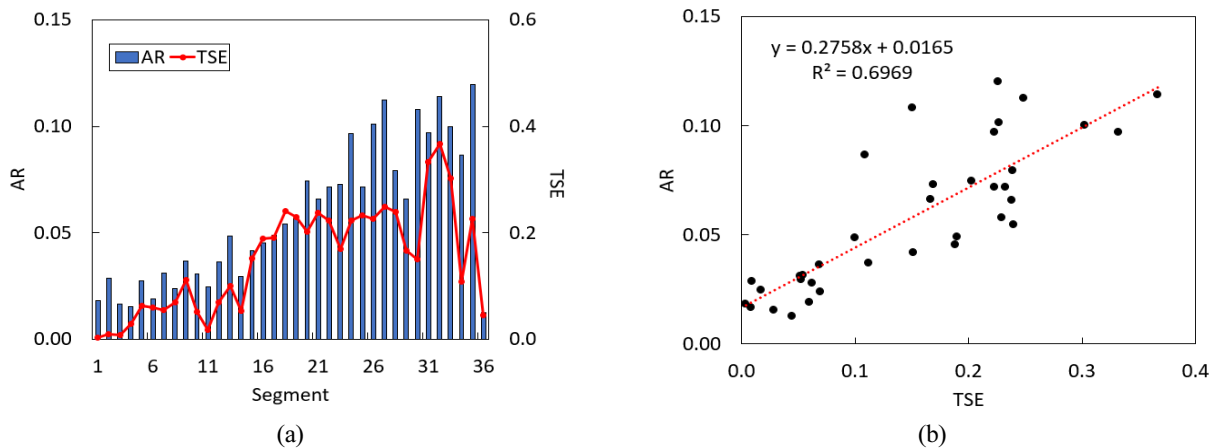 0.15
0.6
AR
TSE
0.10
0.4
AR
TSE
0.05
0.2
0.00
0.0
1 6 11 16 21 26 31 36
Segment
(a)
0.15
y = 0.2758x + 0.0165
R² = 0.6969
0.10
AR
0.05
0.00
0.0 0.1 0.2 0.3 0.4
TSE
(b)